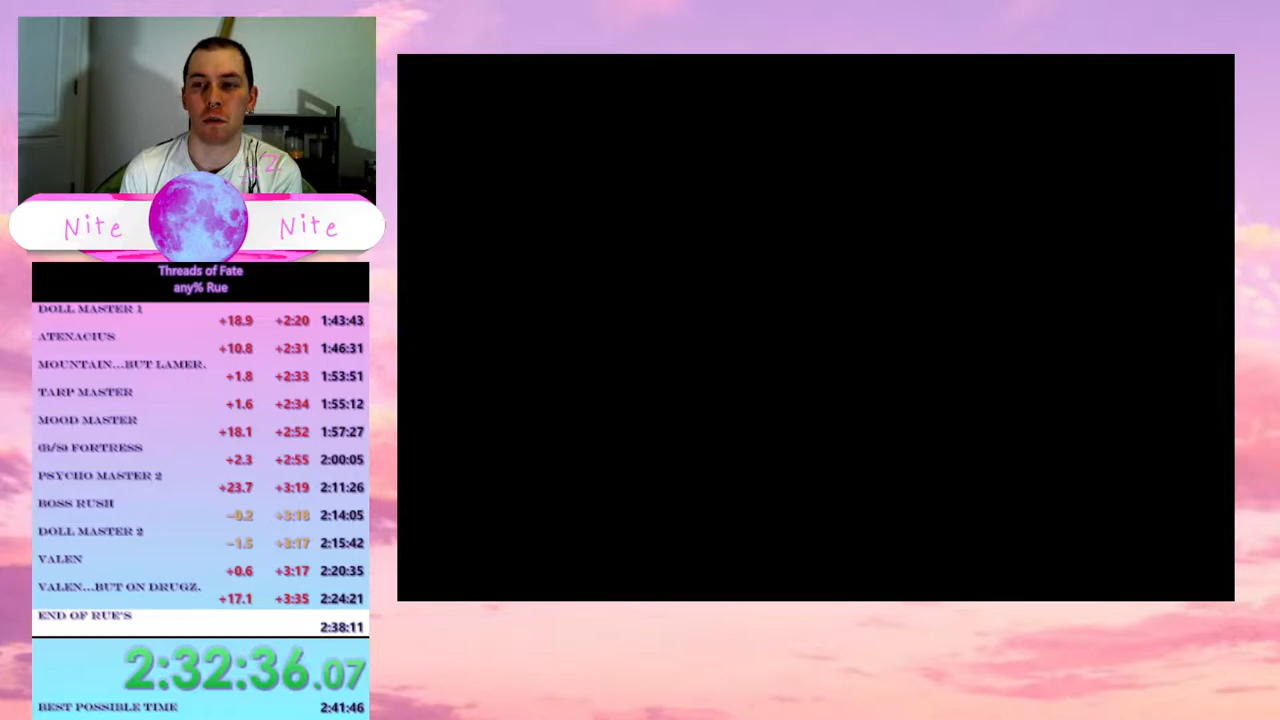 Nite Nite
Threads of Fate
any% Rue
DOLL MASTER 1
+18.9 +2:20 1:43:43
ATENACIUS
+10.8 +2:31 1:46:31
MOUNTAIN...BUT LAMER.
+1.8 +2:33 1:53:51
TARP MASTER
+1.6 +2:34 1:55:12
MOOD MASTER
+18.1 +2:52 1:57:27
(B/S) FORTRESS
+2.3 +2:55 2:00:05
PSYCHO MASTER 2
+23.7 +3:19 2:11:26
BOSS RUSH
−0.2 +3:18 2:14:05
DOLL MASTER 2
−1.5 +3:17 2:15:42
VALEN
+0.6 +3:17 2:20:35
VALEN...BUT ON DRUGZ.
+17.1 +3:35 2:24:21
END OF RUE'S
2:38:11
2:32:36.07
BEST POSSIBLE TIME 2:41:46